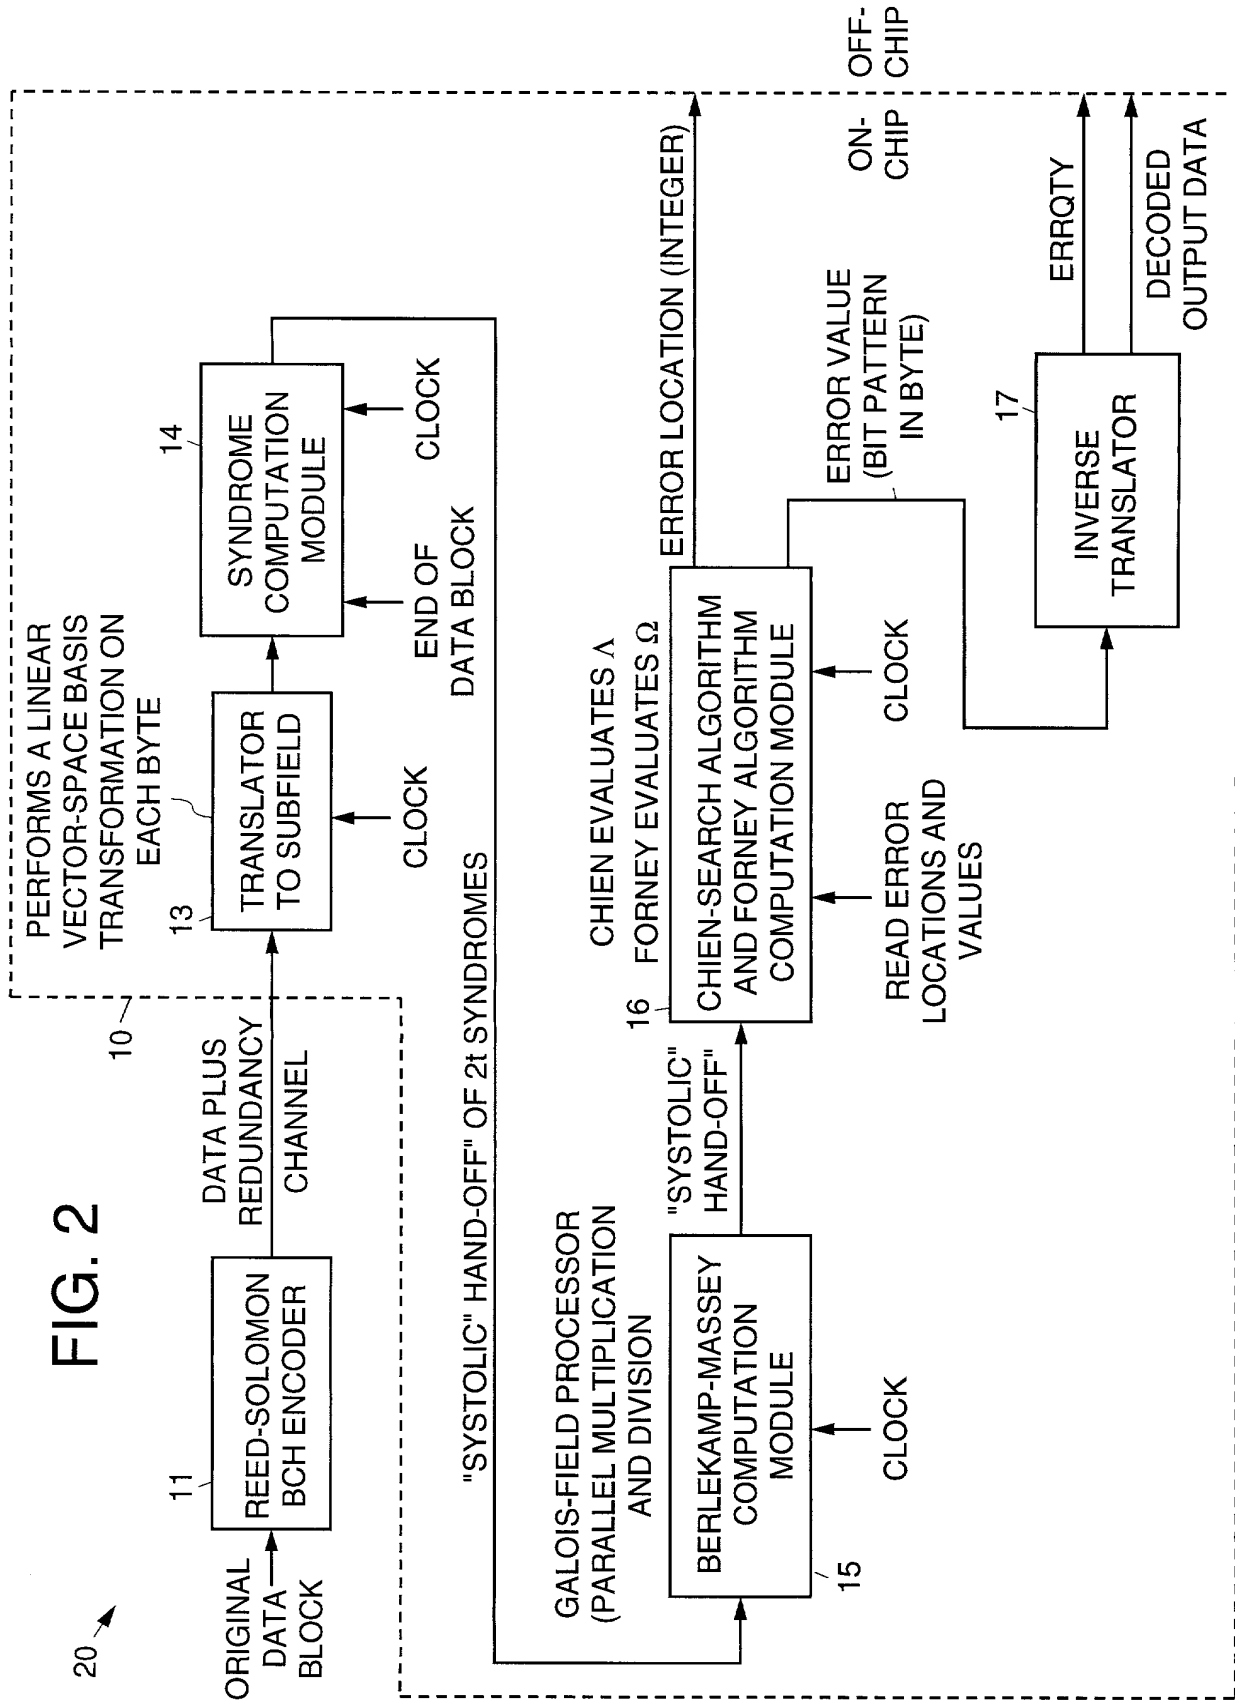 FIG. 2
20
ORIGINAL
DATA
BLOCK
11
REED-SOLOMON
BCH ENCODER
DATA PLUS
REDUNDANCY
CHANNEL
10
PERFORMS A LINEAR
VECTOR-SPACE BASIS
TRANSFORMATION ON
EACH BYTE
13
TRANSLATOR
TO SUBFIELD
CLOCK
14
SYNDROME
COMPUTATION
MODULE
END OF
DATA BLOCK
CLOCK
"SYSTOLIC" HAND-OFF" OF 2t SYNDROMES
GALOIS-FIELD PROCESSOR
(PARALLEL MULTIPLICATION
AND DIVISION
BERLEKAMP-MASSEY
COMPUTATION
MODULE
15
CLOCK
"SYSTOLIC"
HAND-OFF"
CHIEN EVALUATES Λ
FORNEY EVALUATES Ω
16
CHIEN-SEARCH ALGORITHM
AND FORNEY ALGORITHM
COMPUTATION MODULE
READ ERROR
LOCATIONS AND
VALUES
CLOCK
ERROR LOCATION (INTEGER)
ERROR VALUE
(BIT PATTERN
IN BYTE)
17
INVERSE
TRANSLATOR
ERRQTY
DECODED
OUTPUT DATA
ON-
CHIP
OFF-
CHIP